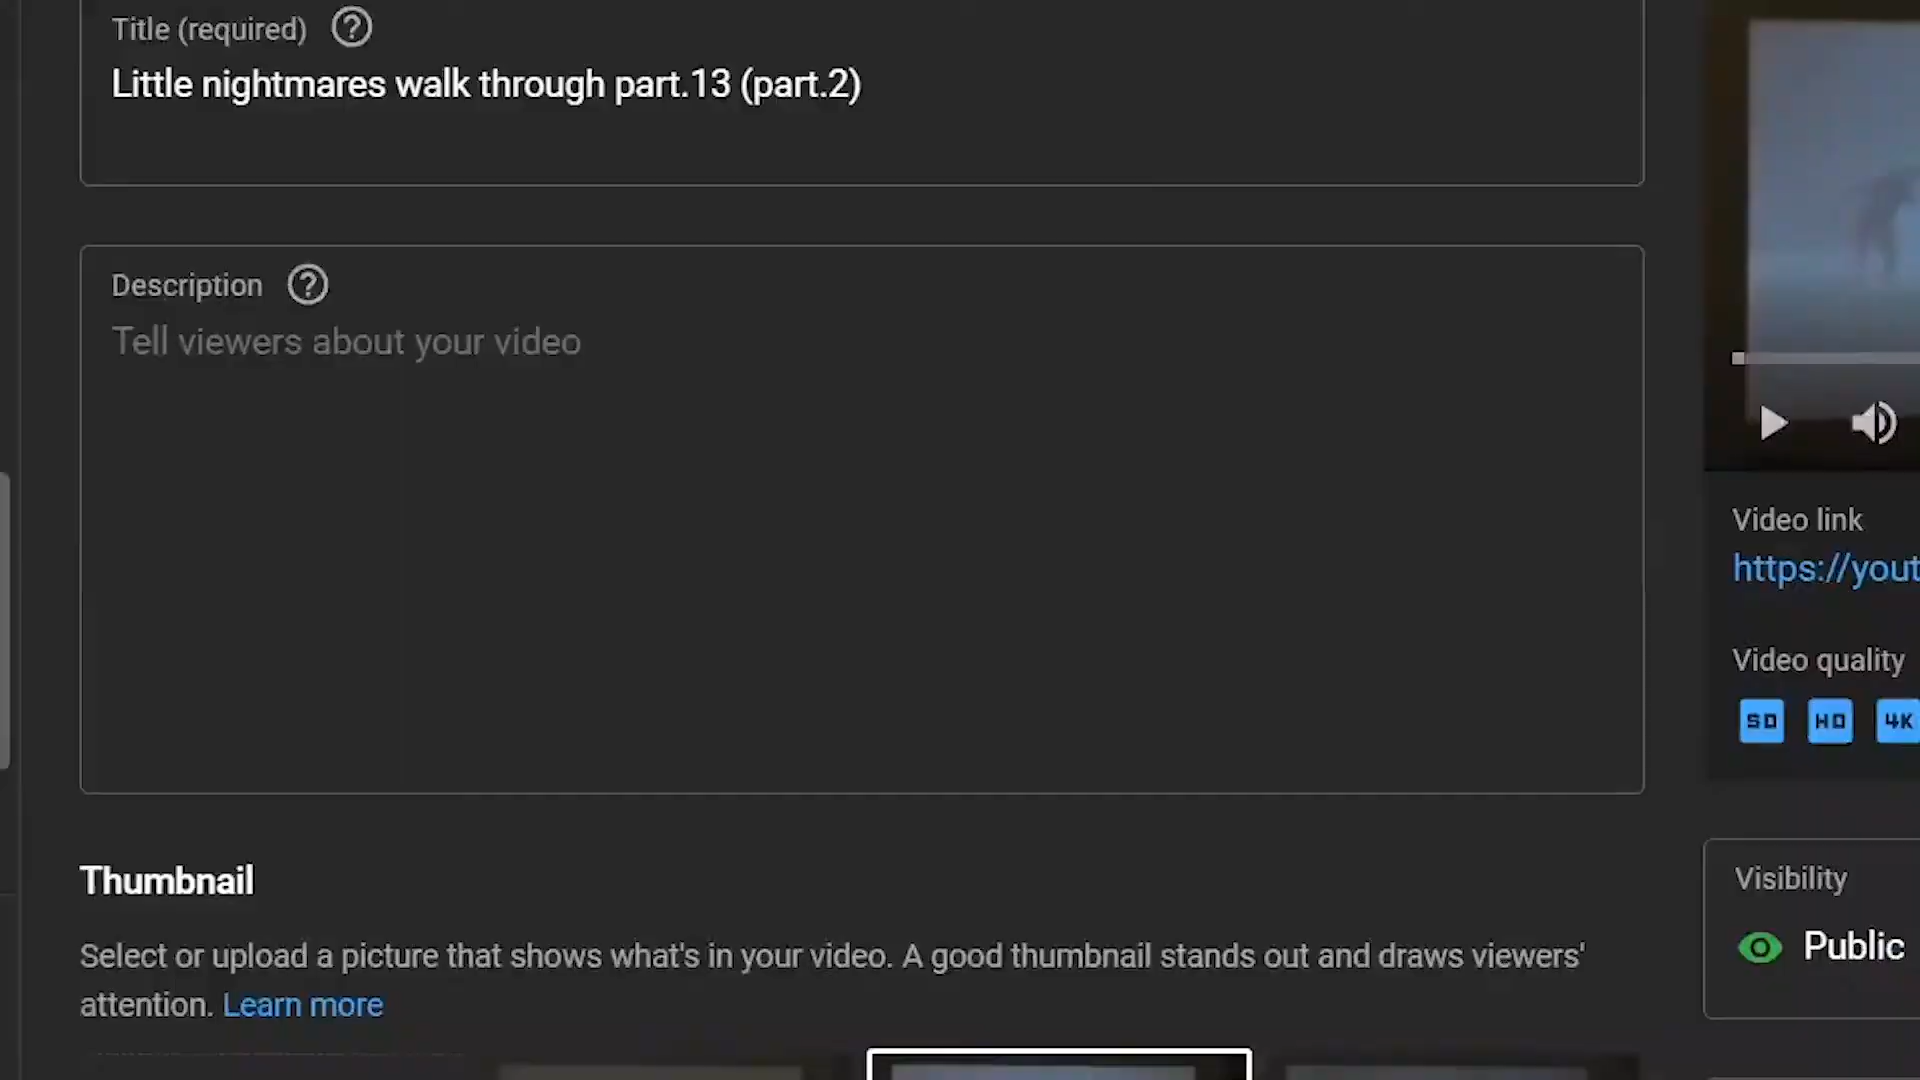 Title (required)
Little nightmares walk through part.13 (part.2)
Description
Tell viewers about your video
Thumbnail
Select or upload a picture that shows what's in your video. A good thumbnail stands out and draws viewers'
attention. Learn more
Video link
https://yout
Video quality
SD HD 4K
Visibility
Public